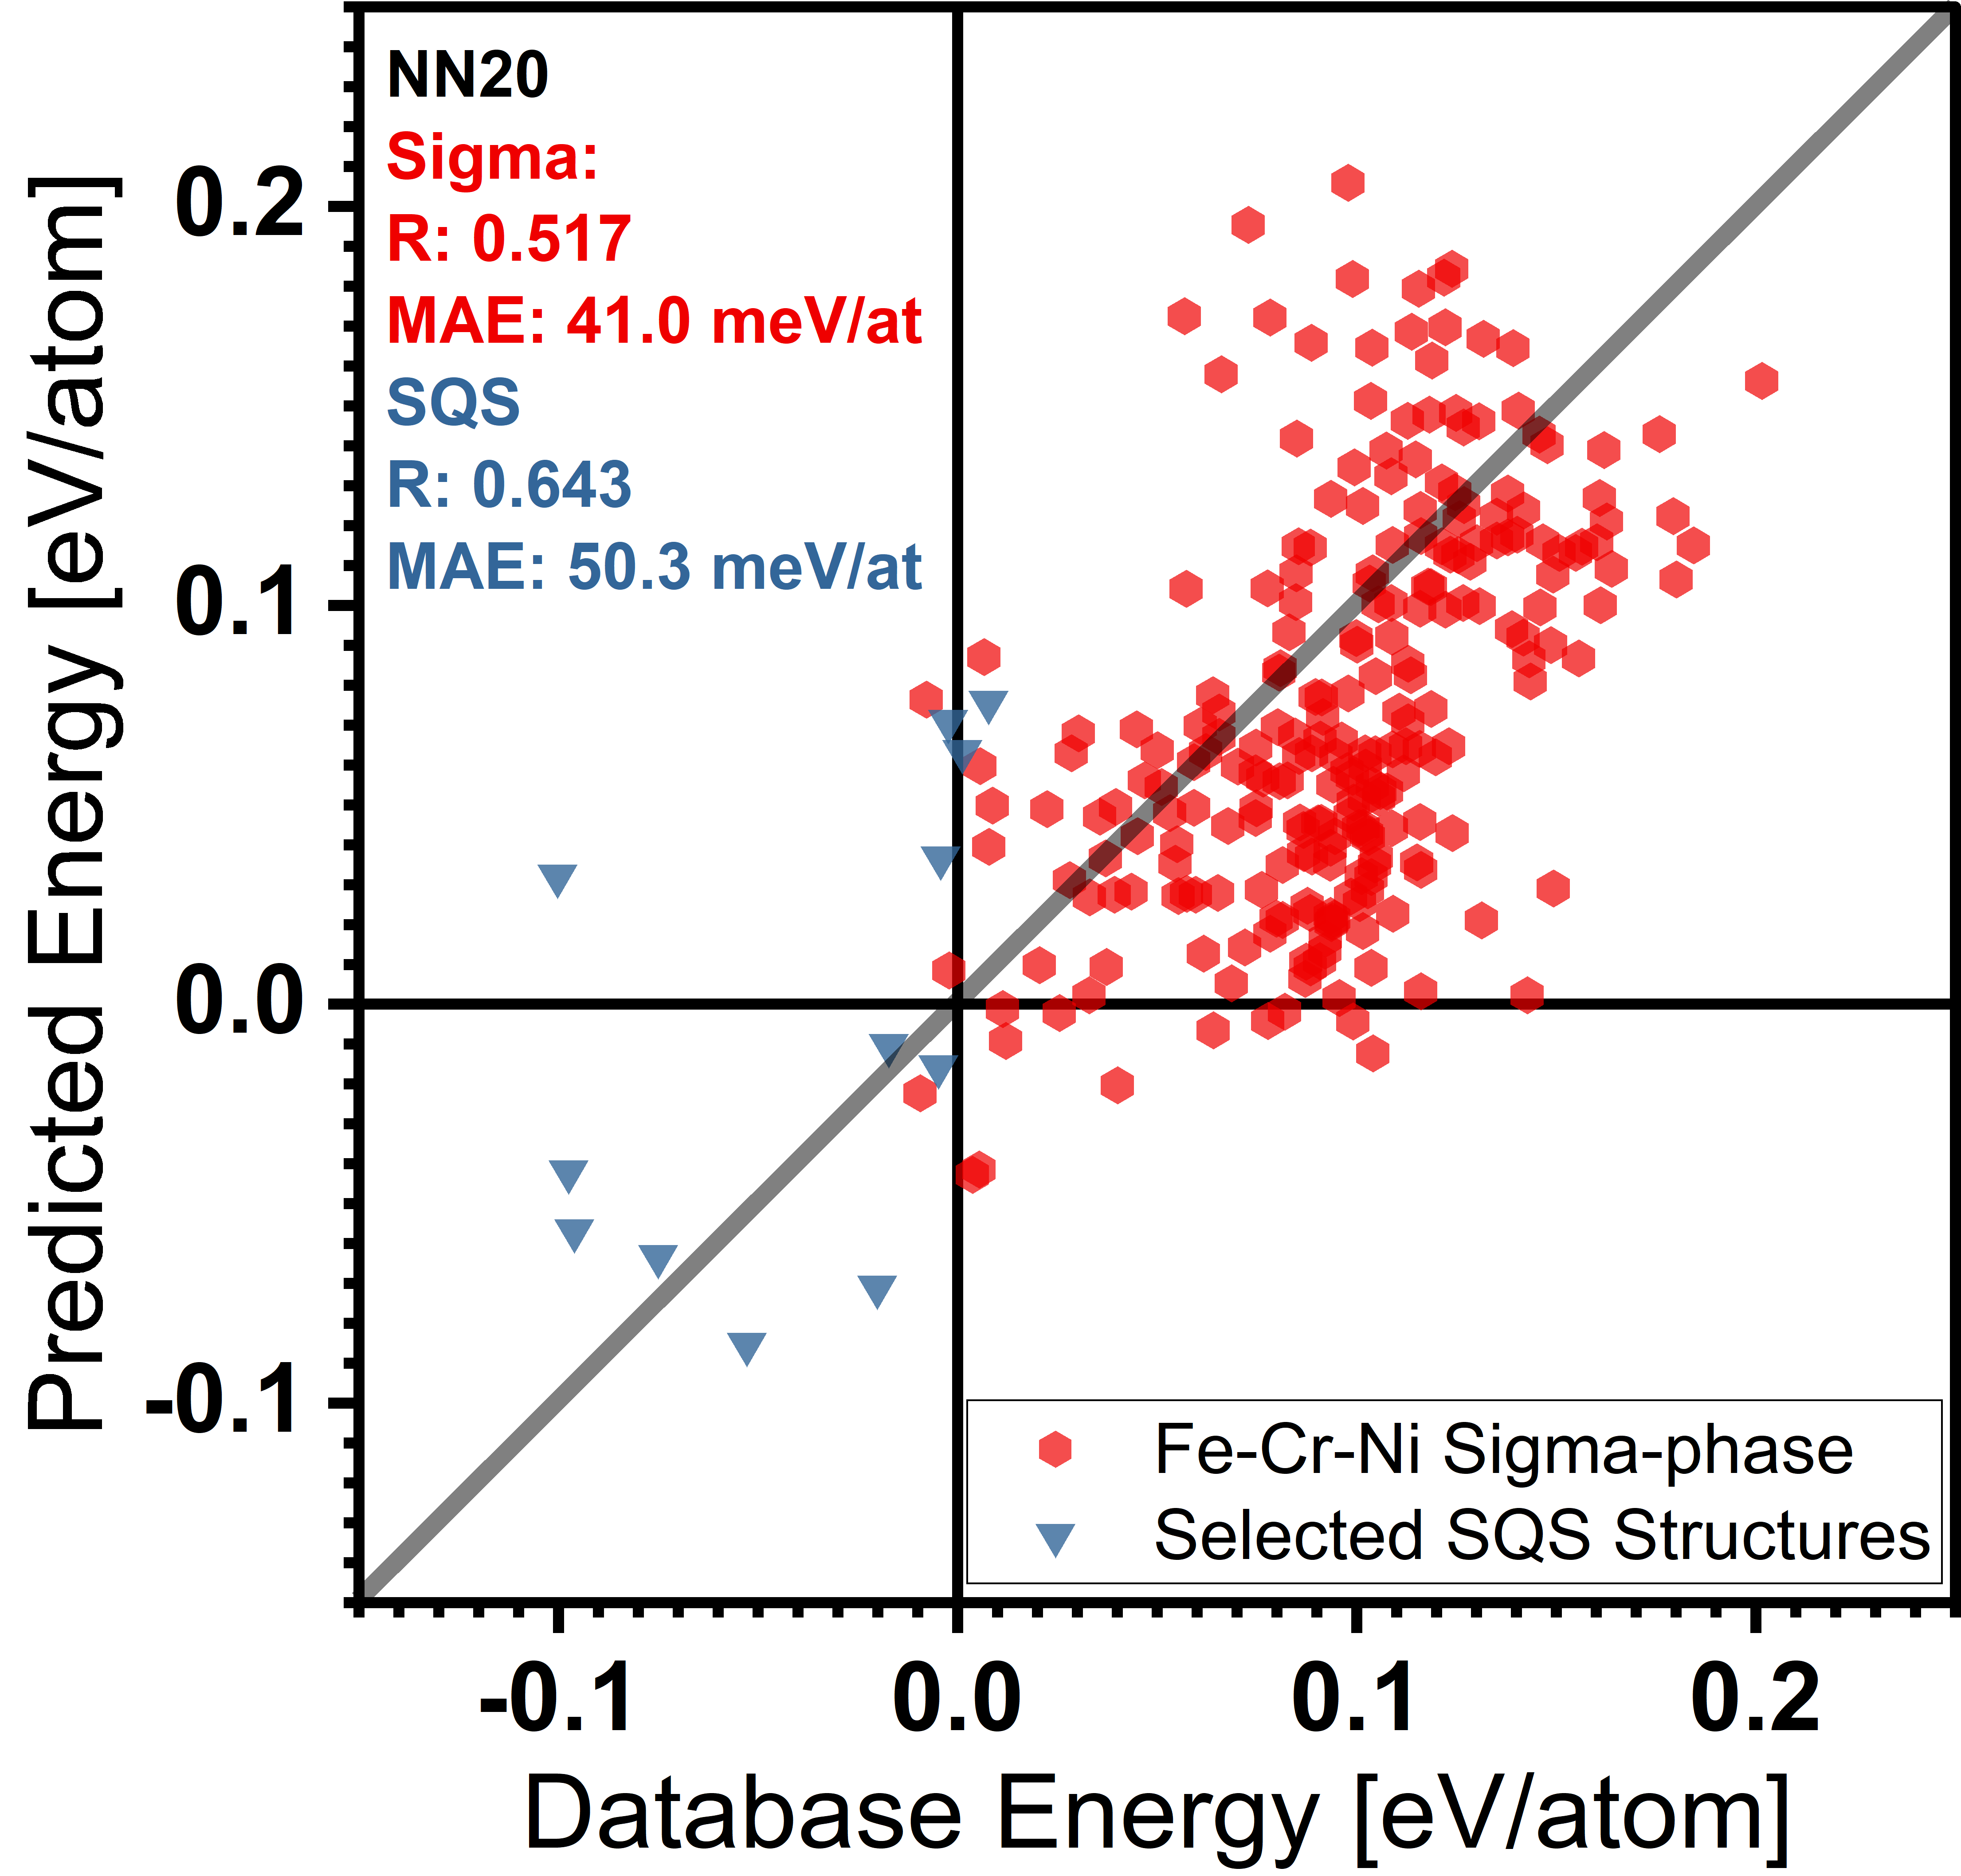 NN20
Sigma:
R: 0.517
MAE: 41.0 meV/at
SQS
R: 0.643
MAE: 50.3 meV/at
Predicted Energy [eV/atom]
0.2
0.1
0.0
-0.1
Fe-Cr-Ni Sigma-phase
Selected SQS Structures
-0.1 0.0 0.1 0.2
Database Energy [eV/atom]